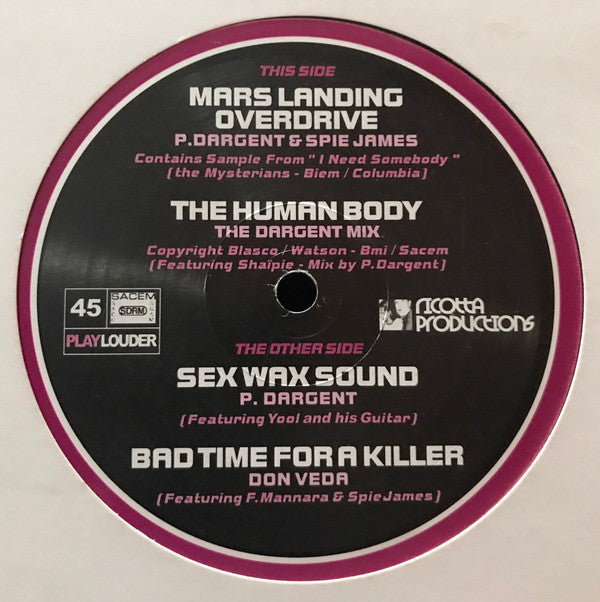 THIS SIDE
MARS LANDING
OVERDRIVE
P.DARGENT & SPIE JAMES
Contains Sample From " I Need Somebody "
(the Mysterians - Biem / Columbia)
THE HUMAN BODY
THE DARGENT MIX
Copyright Blasco / Watson - Bmi / Sacem
(Featuring Shaïpie - Mix by P.Dargent)
45
SACEM
SDRM
PLAYLOUDER
ricotta
PRODUCTIONS
THE OTHER SIDE
SEX WAX SOUND
P. DARGENT
(Featuring Yool and his Guitar)
BAD TIME FOR A KILLER
DON VEDA
(Featuring F.Mannara & SpieJames)